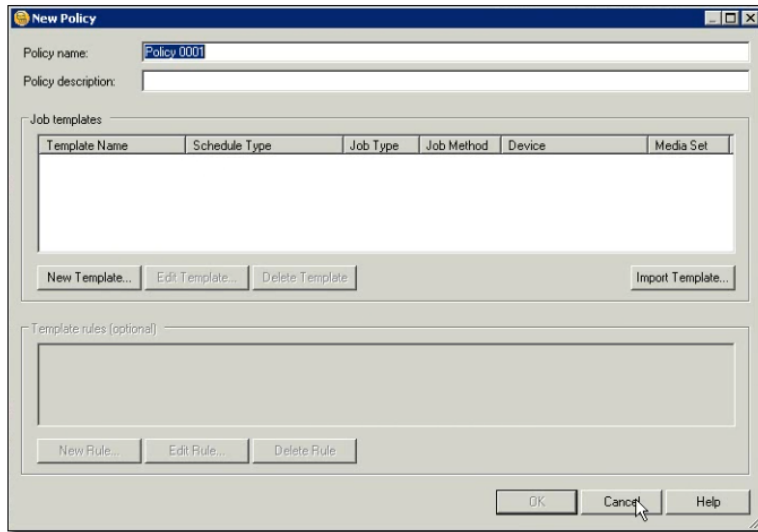 New Policy
Policy name: Policy 0001
Policy description:
Job templates
Template Name Schedule Type Job Type Job Method Device Media Set
New Template... Edit Template... Delete Template Import Template...
Template rules (optional)
New Rule... Edit Rule... Delete Rule
OK Cancel Help